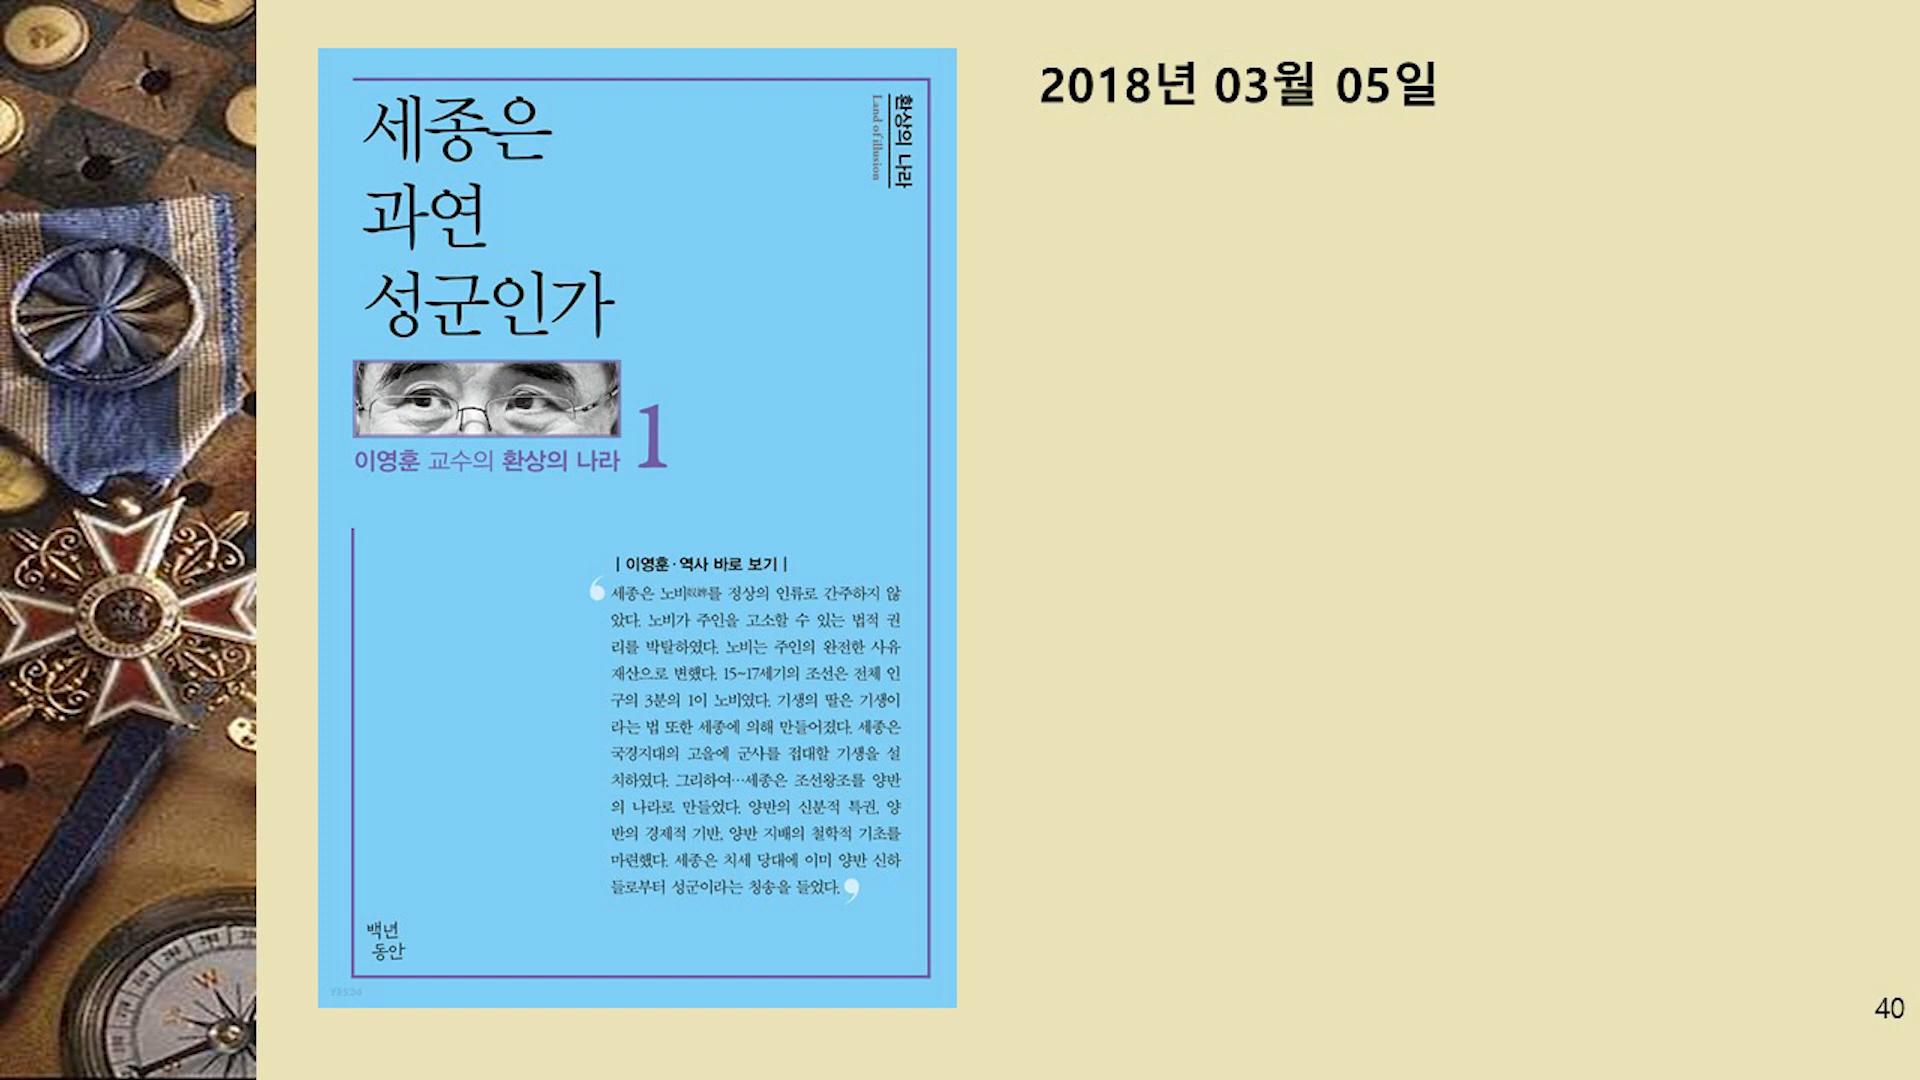 2018년 03월 05일
세종은
과연
성군인가
환상의 나라
Land of illusion
1
이영훈 교수의 환상의 나라
| 이영훈·역사 바로 보기 |
‘세종은 노비奴婢를 정상의 인류로 간주하지 않
았다. 노비가 주인을 고소할 수 있는 법적 권
리를 박탈하였다. 노비는 주인의 완전한 사유
재산으로 변했다. 15~17세기의 조선은 전체 인
구의 3분의 1이 노비였다. 기생의 딸은 기생이
라는 법 또한 세종에 의해 만들어졌다. 세종은
국경지대의 고을에 군사를 접대할 기생을 설
치하였다. 그리하여…세종은 조선왕조를 양반
의 나라로 만들었다. 양반의 신분적 특권, 양
반의 경제적 기반, 양반 지배의 철학적 기초를
마련했다. 세종은 치세 당대에 이미 양반 신하
들로부터 성군이라는 칭송을 들었다.’
백년
동안
YES24
40